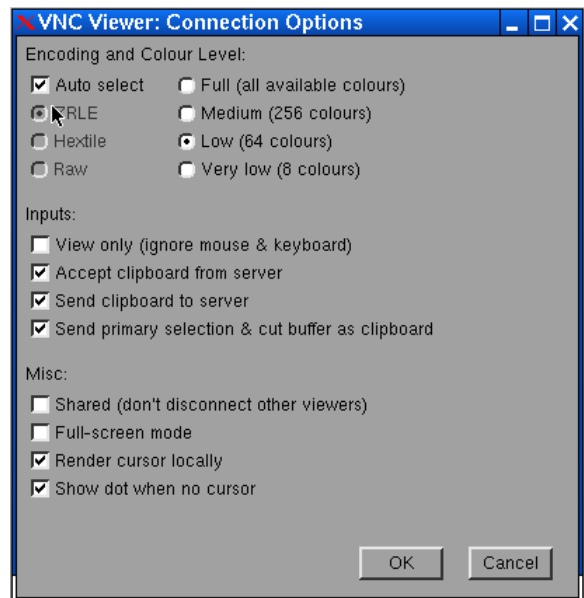 VNC Viewer: Connection Options
Encoding and Colour Level:
Auto select Full (all available colours)
ZRLE Medium (256 colours)
Hextile Low (64 colours)
Raw Very low (8 colours)
Inputs:
View only (ignore mouse & keyboard)
Accept clipboard from server
Send clipboard to server
Send primary selection & cut buffer as clipboard
Misc:
Shared (don't disconnect other viewers)
Full-screen mode
Render cursor locally
Show dot when no cursor
OK Cancel